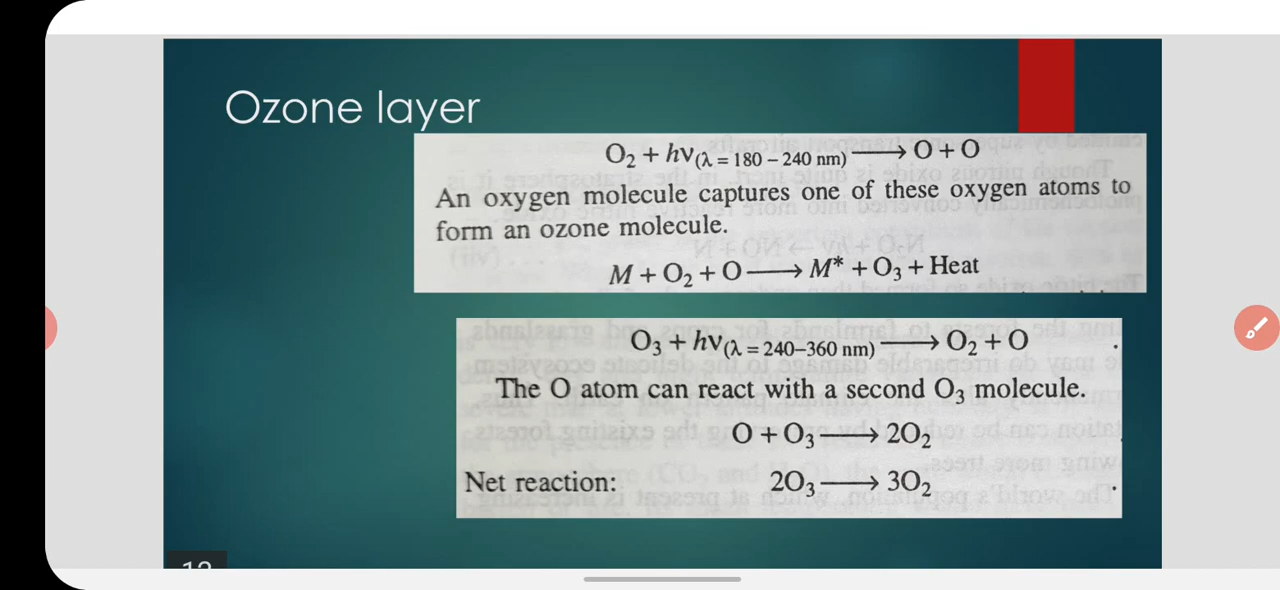 Ozone layer
O₂ + hν(λ = 180 – 240 nm) ⟶ O + O
An oxygen molecule captures one of these oxygen atoms to
form an ozone molecule.
M + O₂ + O ⟶ M* + O₃ + Heat
O₃ + hν(λ = 240–360 nm) ⟶ O₂ + O
The O atom can react with a second O₃ molecule.
O + O₃ ⟶ 2O₂
Net reaction: 2O₃ ⟶ 3O₂